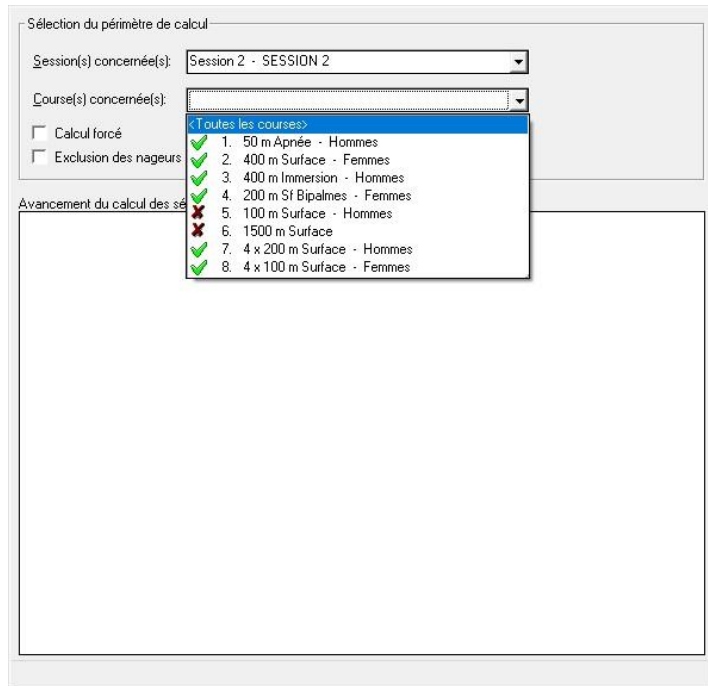 Sélection du périmètre de calcul
Session(s) concernée(s): Session 2 - SESSION 2
Course(s) concernée(s):
<Toutes les courses>
Calcul forcé
1. 50 m Apnée - Hommes
Exclusion des nageurs
2. 400 m Surface - Femmes
3. 400 m Immersion - Hommes
4. 200 m Sf Bipalmes - Femmes
Avancement du calcul des sé
5. 100 m Surface - Hommes
6. 1500 m Surface
7. 4 x 200 m Surface - Hommes
8. 4 x 100 m Surface - Femmes